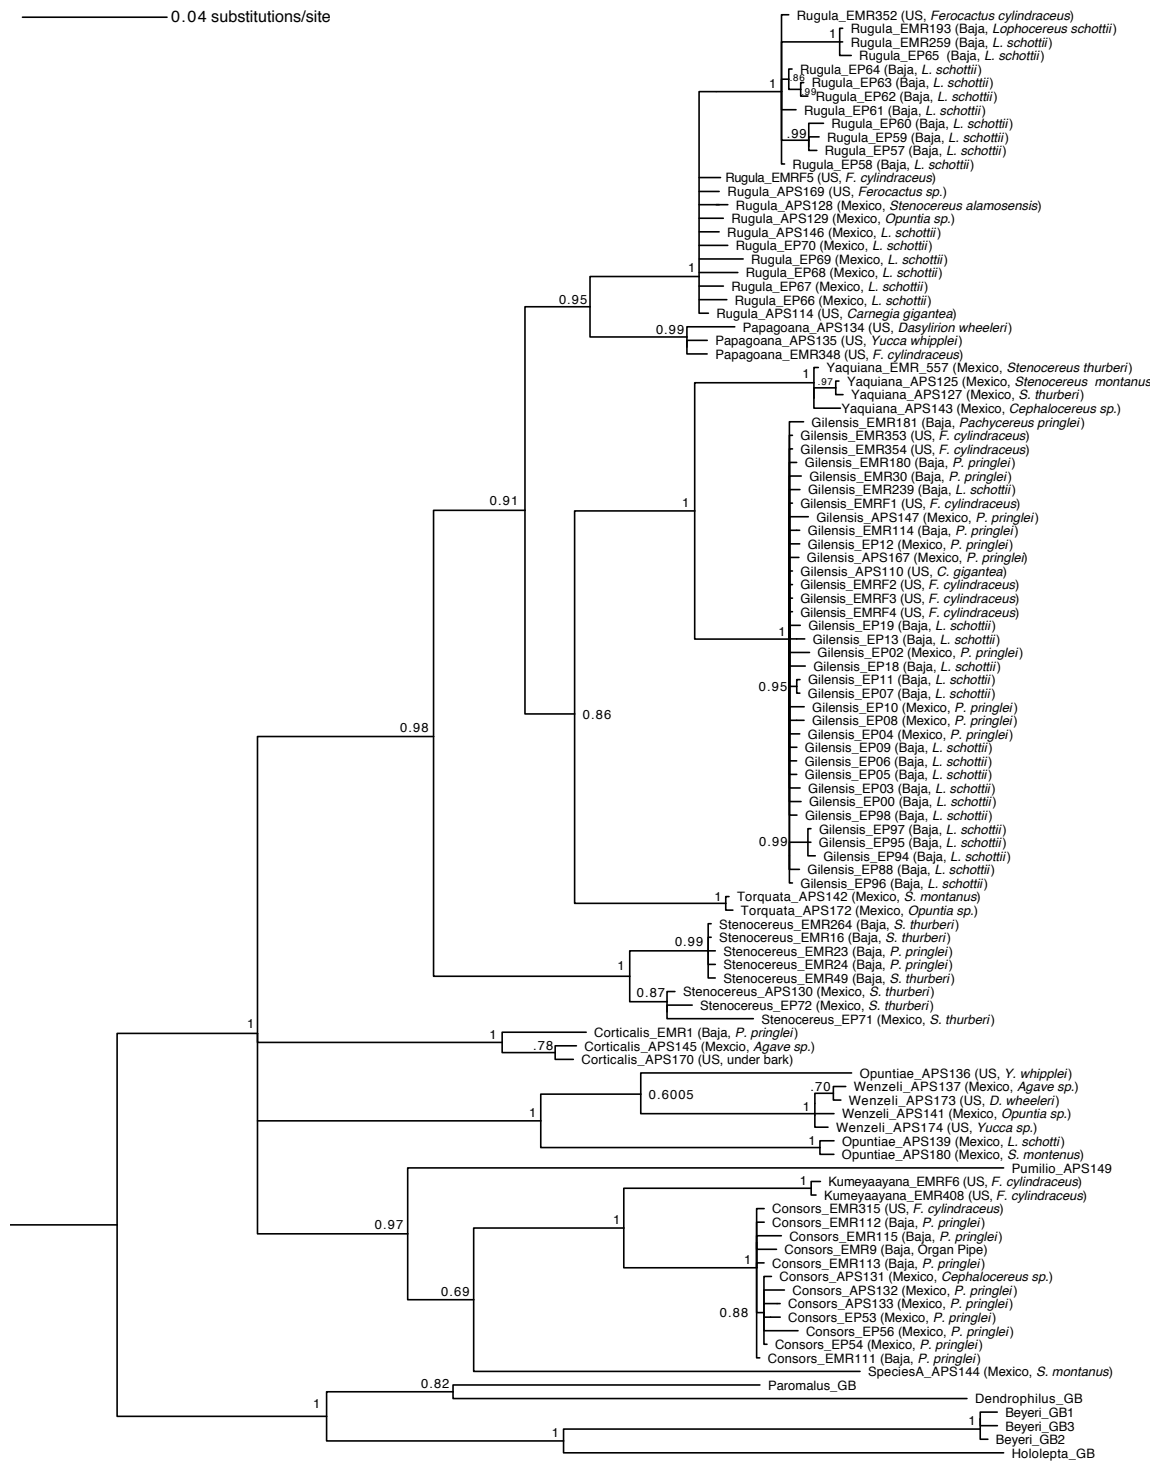 0.04 substitutions/site
Rugula_EMR352 (US, Ferocactus cylindraceus)
1
Rugula_EMR193 (Baja, Lophocereus schottii)
Rugula_EMR259 (Baja, L. schottii)
Rugula_EP65 (Baja, L. schottii)
Rugula_EP64 (Baja, L. schottii)
1
.86
Rugula_EP63 (Baja, L. schottii)
.99
Rugula_EP62 (Baja, L. schottii)
Rugula_EP61 (Baja, L. schottii)
Rugula_EP60 (Baja, L. schottii)
.99
Rugula_EP59 (Baja, L. schottii)
Rugula_EP57 (Baja, L. schottii)
Rugula_EP58 (Baja, L. schottii)
Rugula_EMRF5 (US, F. cylindraceus)
Rugula_APS169 (US, Ferocactus sp.)
Rugula_APS128 (Mexico, Stenocereus alamosensis)
Rugula_APS129 (Mexico, Opuntia sp.)
Rugula_APS146 (Mexico, L. schottii)
Rugula_EP70 (Mexico, L. schottii)
Rugula_EP69 (Mexico, L. schottii)
1
Rugula_EP68 (Mexico, L. schottii)
Rugula_EP67 (Mexico, L. schottii)
0.95
Rugula_EP66 (Mexico, L. schottii)
Rugula_APS114 (US, Carnegia gigantea)
0.99
Papagoana_APS134 (US, Dasylirion wheeleri)
Papagoana_APS135 (US, Yucca whipplei)
Papagoana_EMR348 (US, F. cylindraceus)
Yaquiana_EMR_557 (Mexico, Stenocereus thurberi)
1
.97
Yaquiana_APS125 (Mexico, Stenocereus montanus
Yaquiana_APS127 (Mexico, S. thurberi)
Yaquiana_APS143 (Mexico, Cephalocereus sp.)
Gilensis_EMR181 (Baja, Pachycereus pringlei)
Gilensis_EMR353 (US, F. cylindraceus)
Gilensis_EMR354 (US, F. cylindraceus)
Gilensis_EMR180 (Baja, P. pringlei)
Gilensis_EMR30 (Baja, P. pringlei)
Gilensis_EMR239 (Baja, L. schottii)
0.91
1
Gilensis_EMRF1 (US, F. cylindraceus)
Gilensis_APS147 (Mexico, P. pringlei)
Gilensis_EMR114 (Baja, P. pringlei)
Gilensis_EP12 (Mexico, P. pringlei)
Gilensis_APS167 (Mexico, P. pringlei)
Gilensis_APS110 (US, C. gigantea)
Gilensis_EMRF2 (US, F. cylindraceus)
Gilensis_EMRF3 (US, F. cylindraceus)
Gilensis_EMRF4 (US, F. cylindraceus)
Gilensis_EP19 (Baja, L. schottii)
1
Gilensis_EP13 (Baja, L. schottii)
Gilensis_EP02 (Mexico, P. pringlei)
Gilensis_EP18 (Baja, L. schottii)
Gilensis_EP11 (Baja, L. schottii)
0.95
Gilensis_EP07 (Baja, L. schottii)
Gilensis_EP10 (Mexico, P. pringlei)
0.86
Gilensis_EP08 (Mexico, P. pringlei)
0.98
Gilensis_EP04 (Mexico, P. pringlei)
Gilensis_EP09 (Baja, L. schottii)
Gilensis_EP06 (Baja, L. schottii)
Gilensis_EP05 (Baja, L. schottii)
Gilensis_EP03 (Baja, L. schottii)
Gilensis_EP00 (Baja, L. schottii)
Gilensis_EP98 (Baja, L. schottii)
Gilensis_EP97 (Baja, L. schottii)
0.99
Gilensis_EP95 (Baja, L. schottii)
Gilensis_EP94 (Baja, L. schottii)
Gilensis_EP88 (Baja, L. schottii)
Gilensis_EP96 (Baja, L. schottii)
1
Torquata_APS142 (Mexico, S. montanus)
Torquata_APS172 (Mexico, Opuntia sp.)
Stenocereus_EMR264 (Baja, S. thurberi)
0.99
Stenocereus_EMR16 (Baja, S. thurberi)
Stenocereus_EMR23 (Baja, P. pringlei)
1
Stenocereus_EMR24 (Baja, P. pringlei)
Stenocereus_EMR49 (Baja, S. thurberi)
0.87
Stenocereus_APS130 (Mexico, S. thurberi)
Stenocereus_EP72 (Mexico, S. thurberi)
Stenocereus_EP71 (Mexico, S. thurberi)
1
1
Corticalis_EMR1 (Baja, P. pringlei)
.78
Corticalis_APS145 (Mexcio, Agave sp.)
Corticalis_APS170 (US, under bark)
Opuntiae_APS136 (US, Y. whipplei)
.70
Wenzeli_APS137 (Mexico, Agave sp.)
0.6005
Wenzeli_APS173 (US, D. wheeleri)
1
1
Wenzeli_APS141 (Mexico, Opuntia sp.)
Wenzeli_APS174 (US, Yucca sp.)
1
Opuntiae_APS139 (Mexico, L. schotti)
Opuntiae_APS180 (Mexico, S. montenus)
Pumilio_APS149
1
Kumeyaayana_EMRF6 (US, F. cylindraceus)
Kumeyaayana_EMR408 (US, F. cylindraceus)
Consors_EMR315 (US, F. cylindraceus)
0.97
1
Consors_EMR112 (Baja, P. pringlei)
Consors_EMR115 (Baja, P. pringlei)
Consors_EMR9 (Baja, Organ Pipe)
1
Consors_EMR113 (Baja, P. pringlei)
Consors_APS131 (Mexico, Cephalocereus sp.)
0.69
Consors_APS132 (Mexico, P. pringlei)
Consors_APS133 (Mexico, P. pringlei)
0.88
Consors_EP53 (Mexico, P. pringlei)
Consors_EP56 (Mexico, P. pringlei)
Consors_EP54 (Mexico, P. pringlei)
Consors_EMR111 (Baja, P. pringlei)
SpeciesA_APS144 (Mexico, S. montanus)
0.82
Paromalus_GB
Dendrophilus_GB
1
Beyeri_GB1
1
Beyeri_GB3
1
Beyeri_GB2
Hololepta_GB